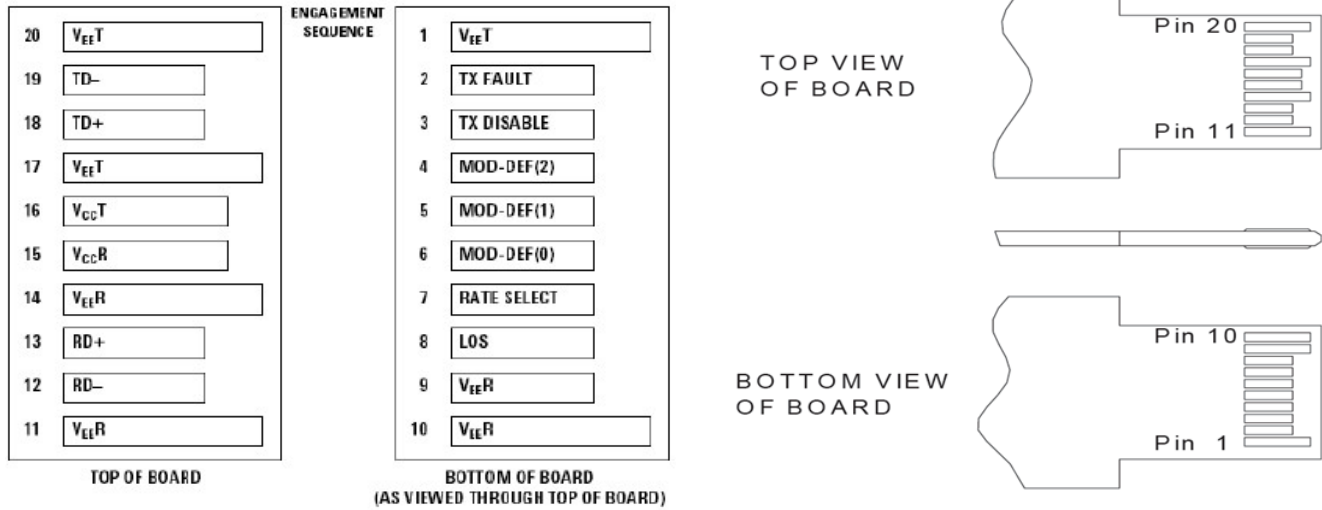 ENGAGEMENT
SEQUENCE
20 VEET
19 TD–
18 TD+
17 VEET
16 VCCT
15 VCCR
14 VEER
13 RD+
12 RD–
11 VEER
TOP OF BOARD
1 VEET
2 TX FAULT
3 TX DISABLE
4 MOD-DEF(2)
5 MOD-DEF(1)
6 MOD-DEF(0)
7 RATE SELECT
8 LOS
9 VEER
10 VEER
BOTTOM OF BOARD
(AS VIEWED THROUGH TOP OF BOARD)
TOP VIEW
OF BOARD
Pin 20
Pin 11
BOTTOM VIEW
OF BOARD
Pin 10
Pin 1